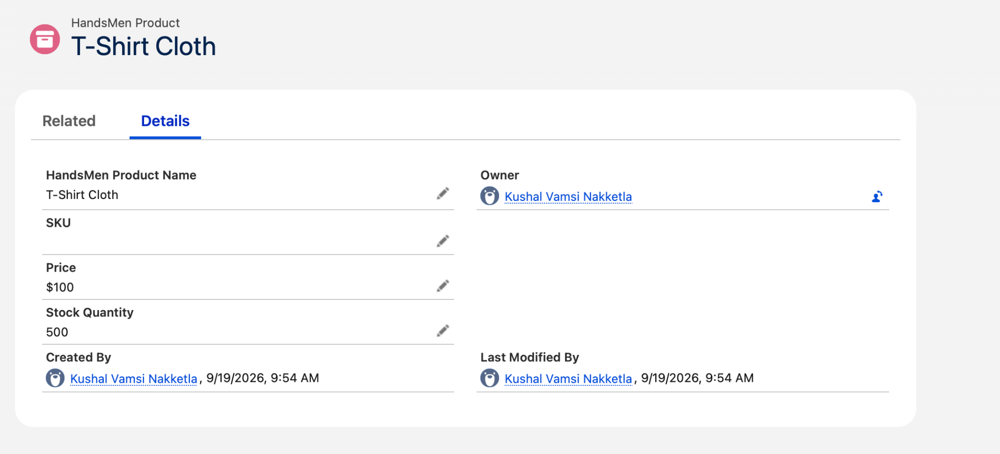 HandsMen Product
T-Shirt Cloth
Related
Details
HandsMen Product Name
T-Shirt Cloth
Owner
Kushal Vamsi Nakketla
SKU
Price
$100
Stock Quantity
500
Created By
Kushal Vamsi Nakketla, 9/19/2026, 9:54 AM
Last Modified By
Kushal Vamsi Nakketla, 9/19/2026, 9:54 AM